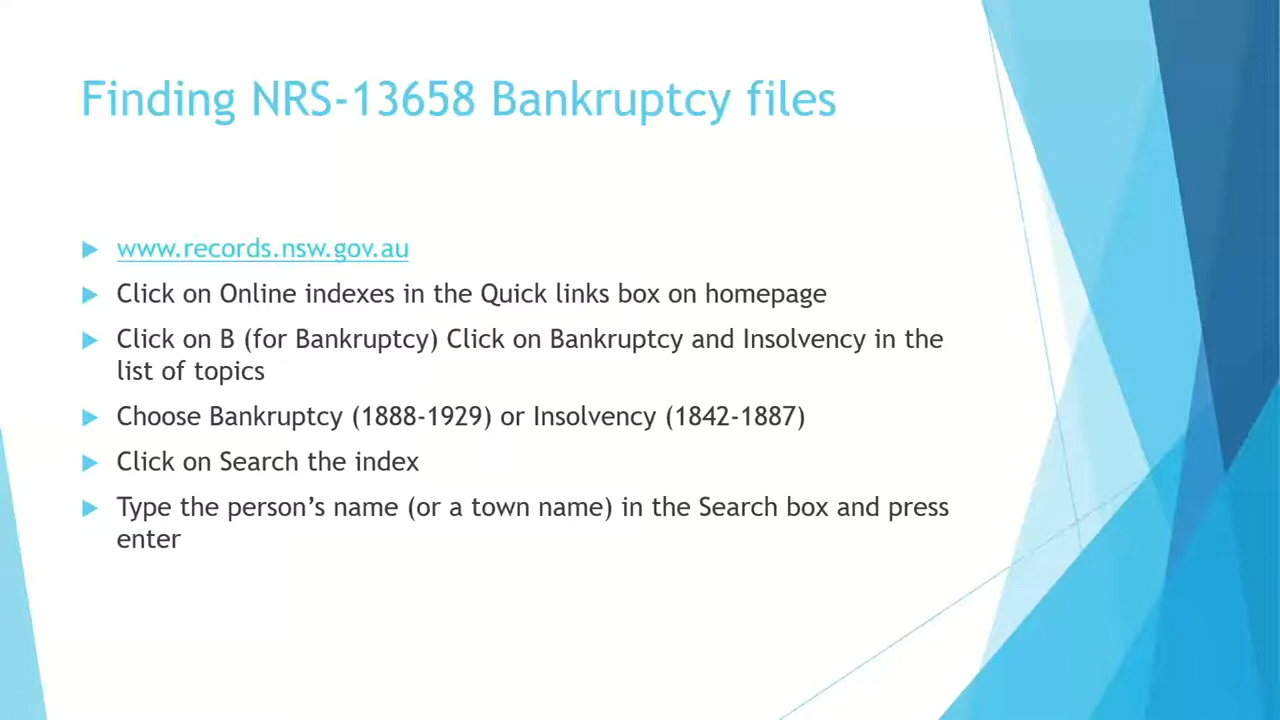 Finding NRS-13658 Bankruptcy files
www.records.nsw.gov.au
Click on Online indexes in the Quick links box on homepage
Click on B (for Bankruptcy) Click on Bankruptcy and Insolvency in the
list of topics
Choose Bankruptcy (1888-1929) or Insolvency (1842-1887)
Click on Search the index
Type the person’s name (or a town name) in the Search box and press
enter